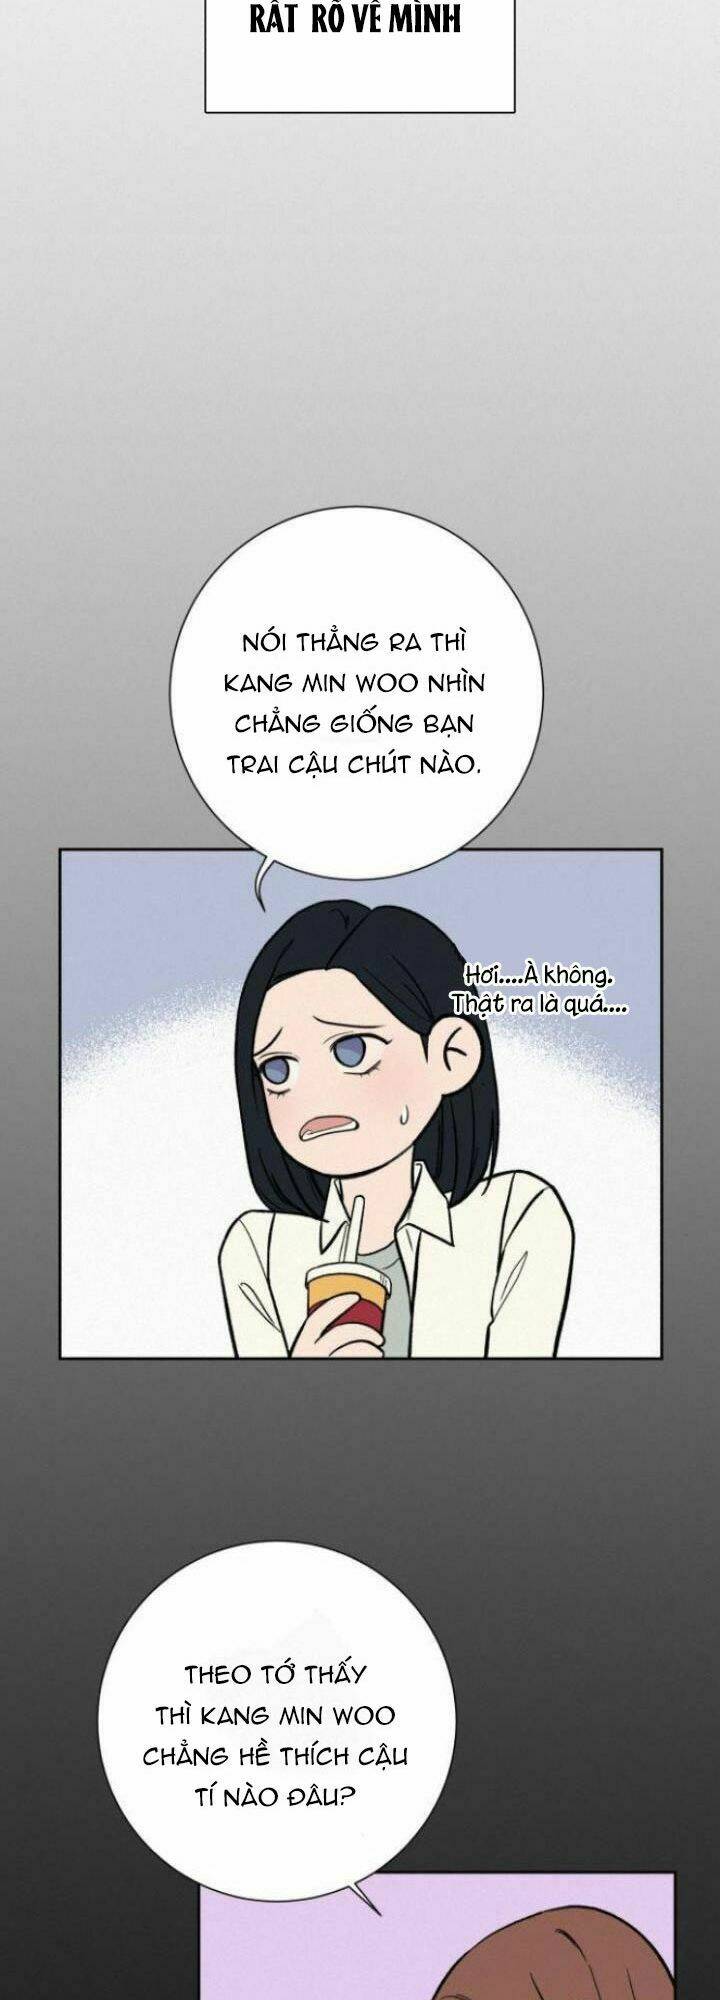 RẤT RÕ VỀ MÌNH
NÓI THẲNG RA THÌ
KANG MIN WOO NHÌN
CHẲNG GIỐNG BẠN
TRAI CẬU CHÚT NÀO.
Hơi....À không.
Thật ra là quá....
THEO TỚ THẤY
THÌ KANG MIN WOO
CHẲNG HỀ THÍCH CẬU
TÍ NÀO ĐÂU?